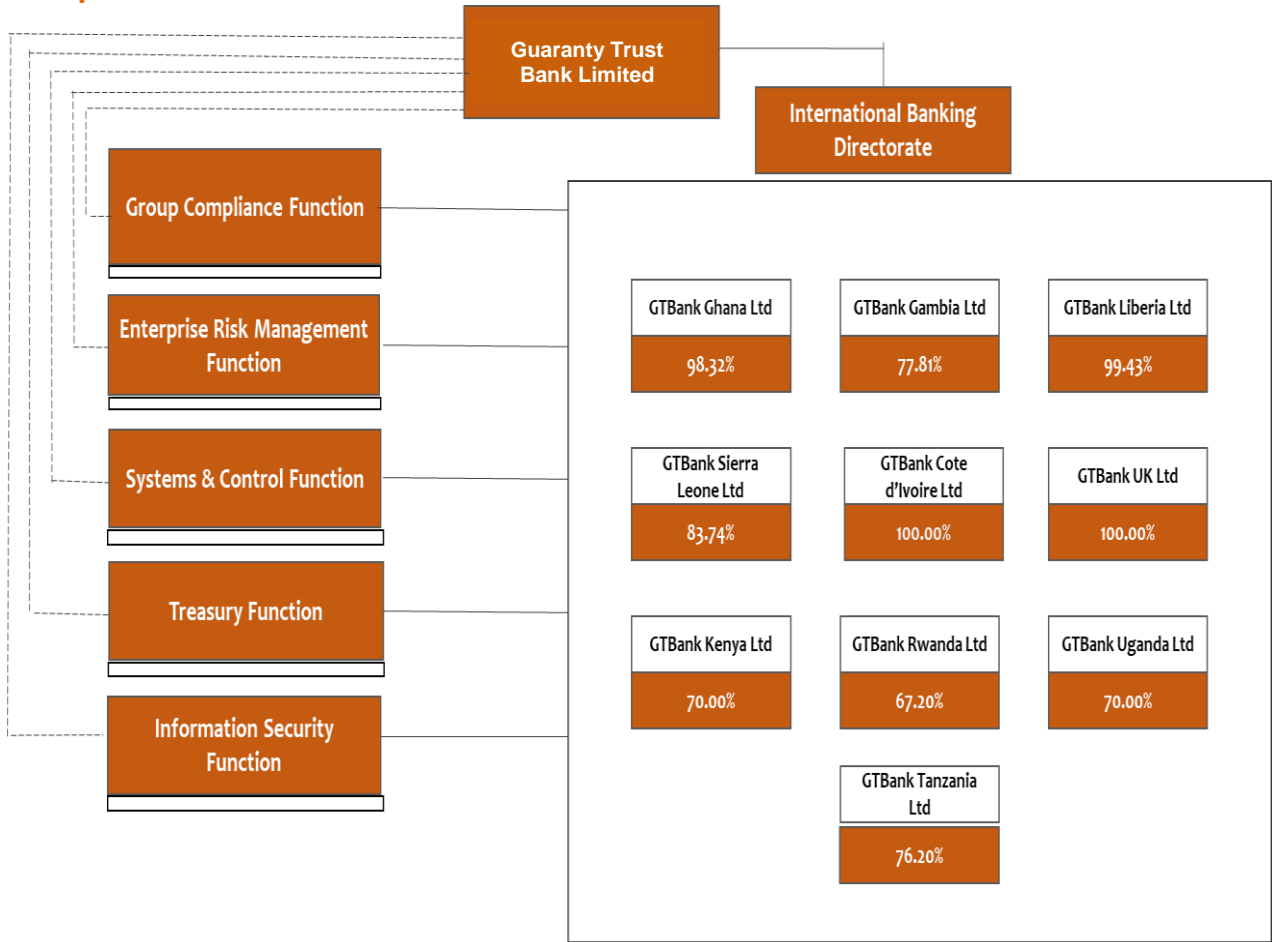 Guaranty Trust
Bank Limited
International Banking
Directorate
Group Compliance Function
Enterprise Risk Management
Function
Systems & Control Function
Treasury Function
Information Security
Function
GTBank Ghana Ltd
98.32%
GTBank Gambia Ltd
77.81%
GTBank Liberia Ltd
99.43%
GTBank Sierra
Leone Ltd
83.74%
GTBank Cote
d'Ivoire Ltd
100.00%
GTBank UK Ltd
100.00%
GTBank Kenya Ltd
70.00%
GTBank Rwanda Ltd
67.20%
GTBank Uganda Ltd
70.00%
GTBank Tanzania
Ltd
76.20%